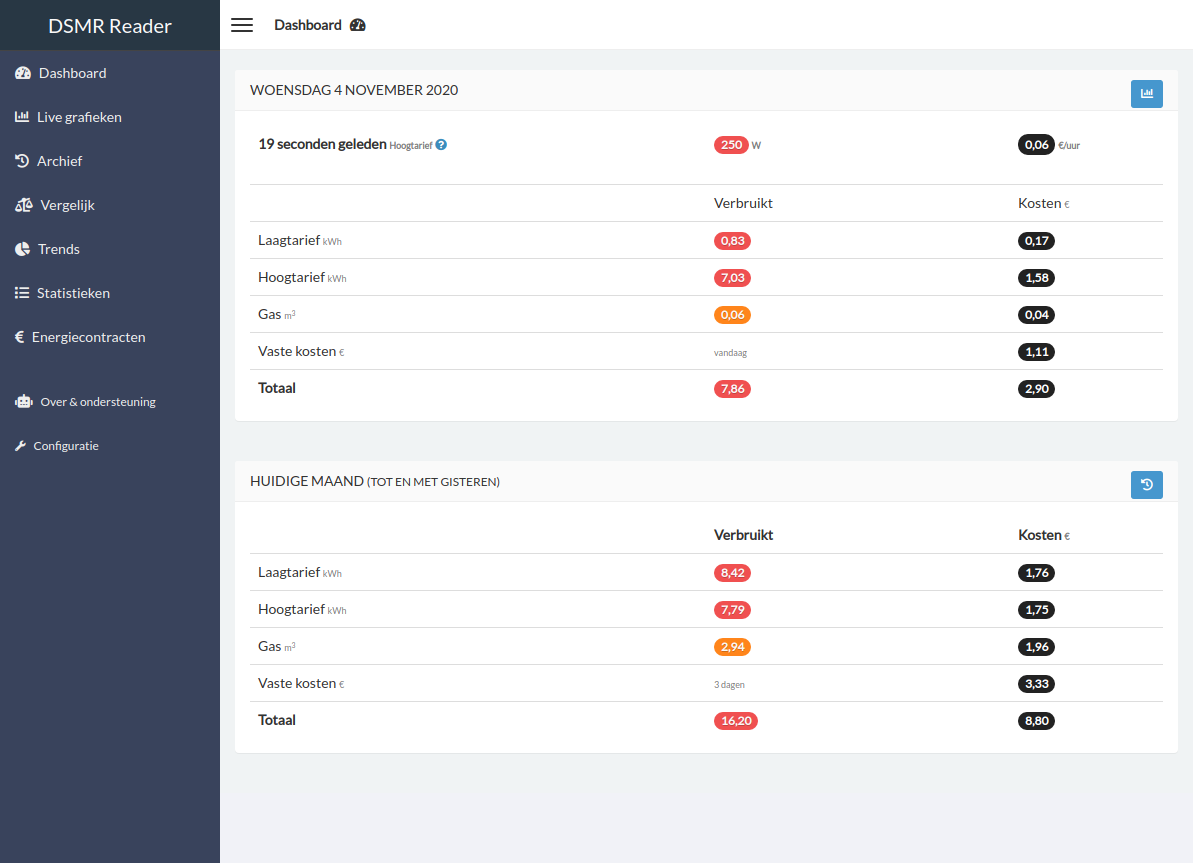 DSMR Reader
Dashboard
Dashboard
Live grafieken
Archief
Vergelijk
Trends
Statistieken
€ Energiecontracten
Over & ondersteuning
Configuratie
WOENSDAG 4 NOVEMBER 2020
19 seconden geleden Hoogtarief ? 250 W 0,06 €/uur
Verbruikt Kosten €
Laagtarief kWh 0,83 0,17
Hoogtarief kWh 7,03 1,58
Gas m³ 0,06 0,04
Vaste kosten € vandaag 1,11
Totaal 7,86 2,90
HUIDIGE MAAND (TOT EN MET GISTEREN)
Verbruikt Kosten €
Laagtarief kWh 8,42 1,76
Hoogtarief kWh 7,79 1,75
Gas m³ 2,94 1,96
Vaste kosten € 3 dagen 3,33
Totaal 16,20 8,80